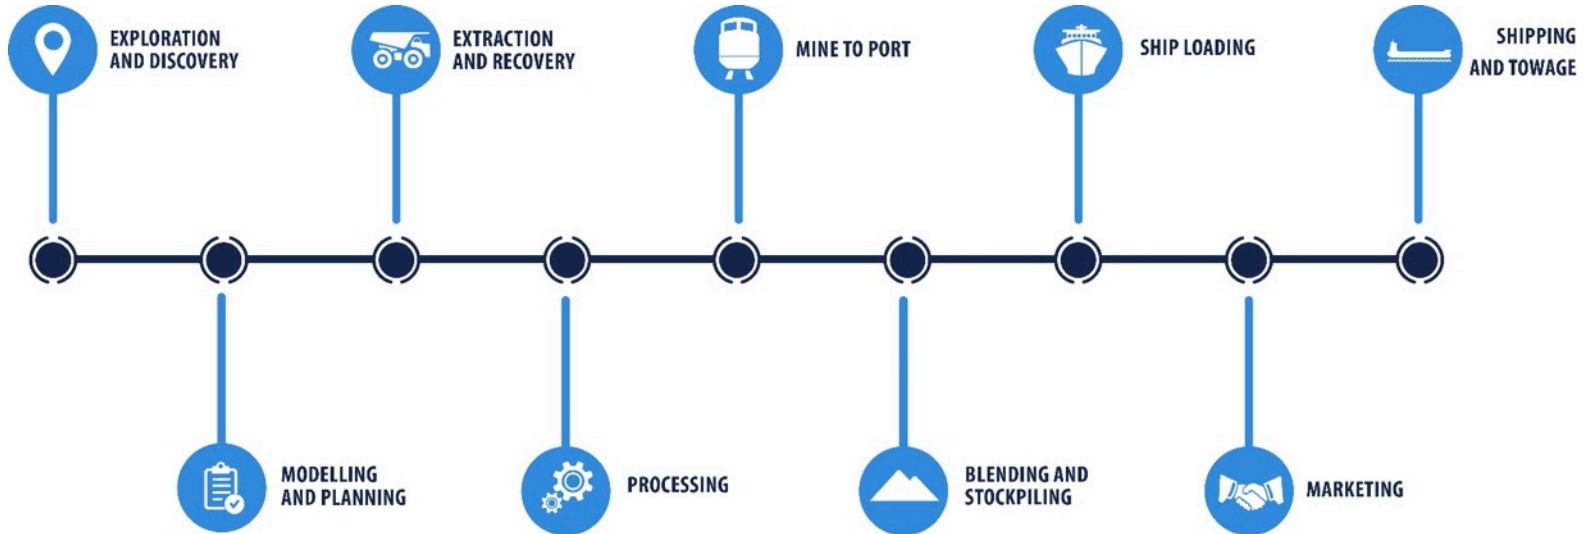 EXPLORATION
AND DISCOVERY
EXTRACTION
AND RECOVERY
MINE TO PORT
SHIP LOADING
SHIPPING
AND TOWAGE
MODELLING
AND PLANNING
PROCESSING
BLENDING AND
STOCKPILING
MARKETING